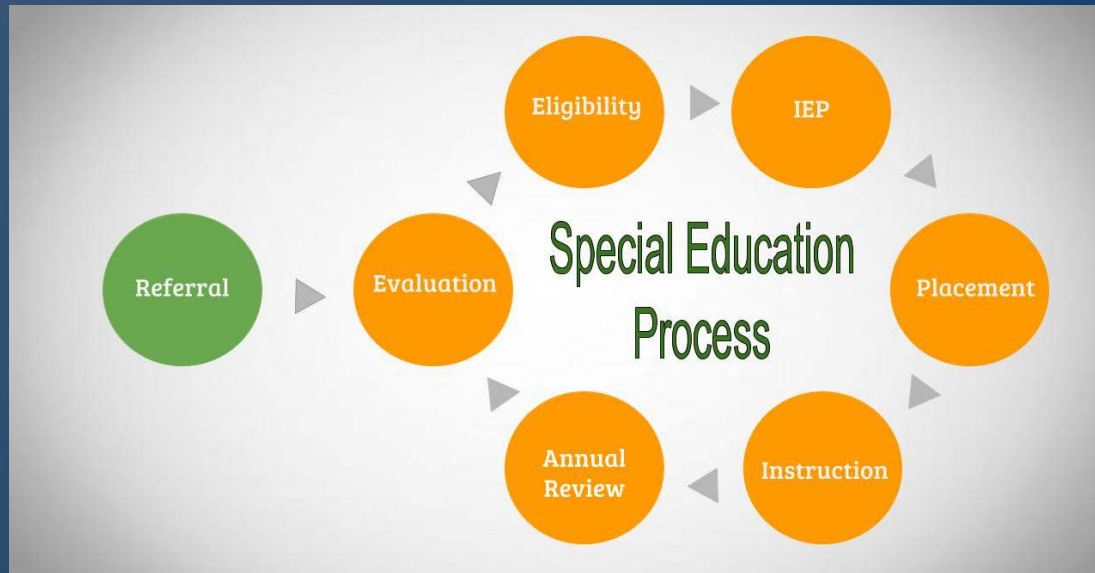 Referral
Evaluation
Eligibility
IEP
Placement
Instruction
Annual
Review
Special Education
Process